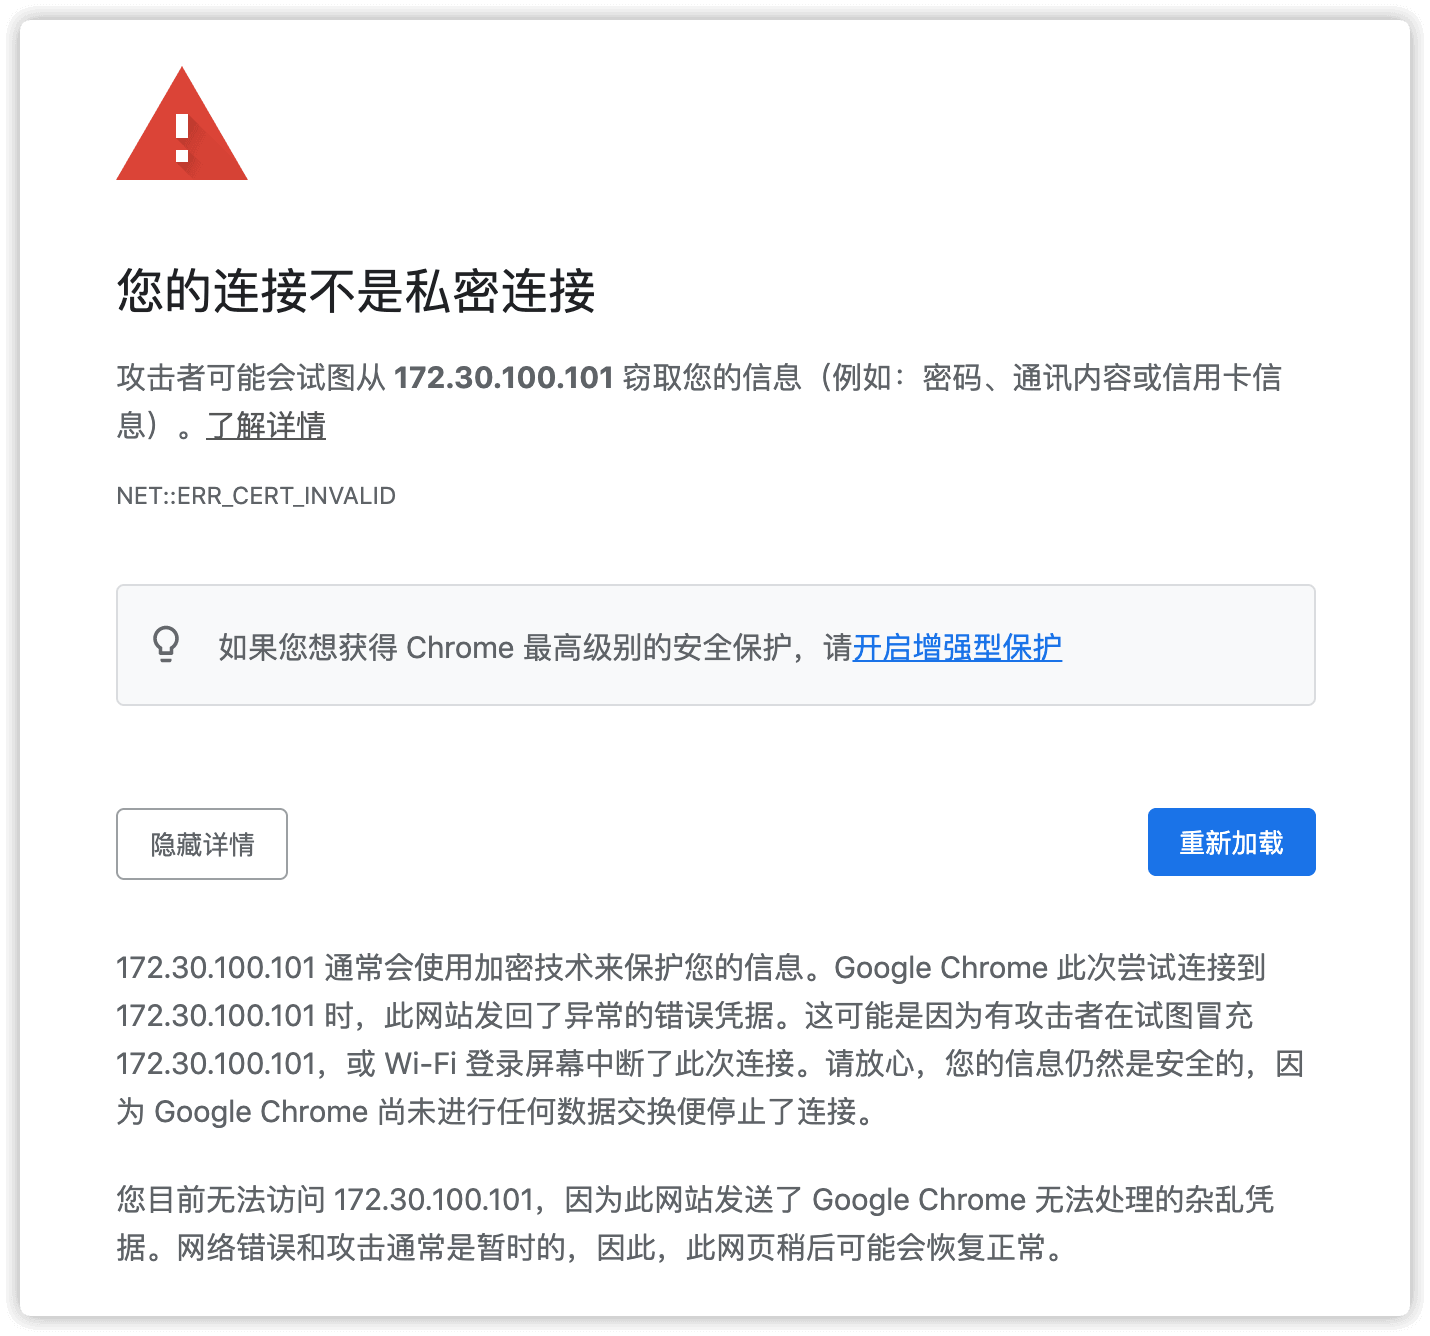 您的连接不是私密连接
攻击者可能会试图从 172.30.100.101 窃取您的信息（例如：密码、通讯内容或信用卡信
息）。了解详情
NET::ERR_CERT_INVALID
如果您想获得 Chrome 最高级别的安全保护，请开启增强型保护
隐藏详情
重新加载
172.30.100.101 通常会使用加密技术来保护您的信息。Google Chrome 此次尝试连接到
172.30.100.101 时，此网站发回了异常的错误凭据。这可能是因为有攻击者在试图冒充
172.30.100.101，或 Wi-Fi 登录屏幕中断了此次连接。请放心，您的信息仍然是安全的，因
为 Google Chrome 尚未进行任何数据交换便停止了连接。
您目前无法访问 172.30.100.101，因为此网站发送了 Google Chrome 无法处理的杂乱凭
据。网络错误和攻击通常是暂时的，因此，此网页稍后可能会恢复正常。